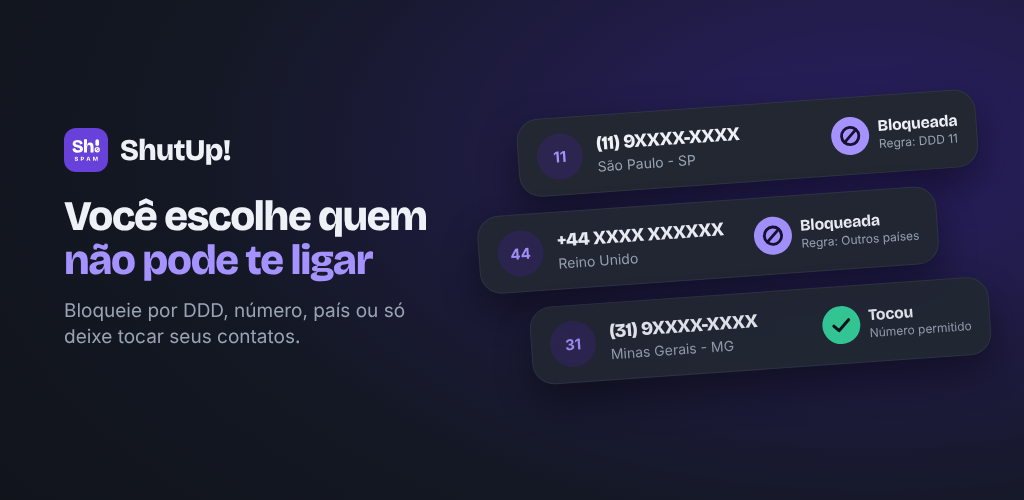 Sh!
SPAM
ShutUp!
Você escolhe quem
não pode te ligar
Bloqueie por DDD, número, país ou só
deixe tocar seus contatos.
11
(11) 9XXXX-XXXX
São Paulo - SP
Bloqueada
Regra: DDD 11
44
+44 XXXX XXXXXX
Reino Unido
Bloqueada
Regra: Outros países
31
(31) 9XXXX-XXXX
Minas Gerais - MG
Tocou
Número permitido